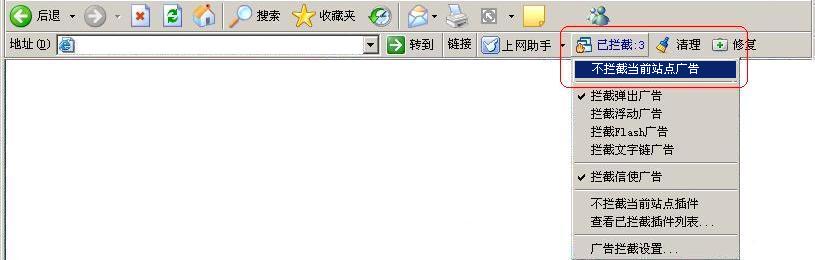 后退 搜索 收藏夹
地址(D) 转到 链接 上网助手 已拦截:3 清理 修复
不拦截当前站点广告
拦截弹出广告
拦截浮动广告
拦截Flash广告
拦截文字链广告
拦截信使广告
不拦截当前站点插件
查看已拦截插件列表...
广告拦截设置...